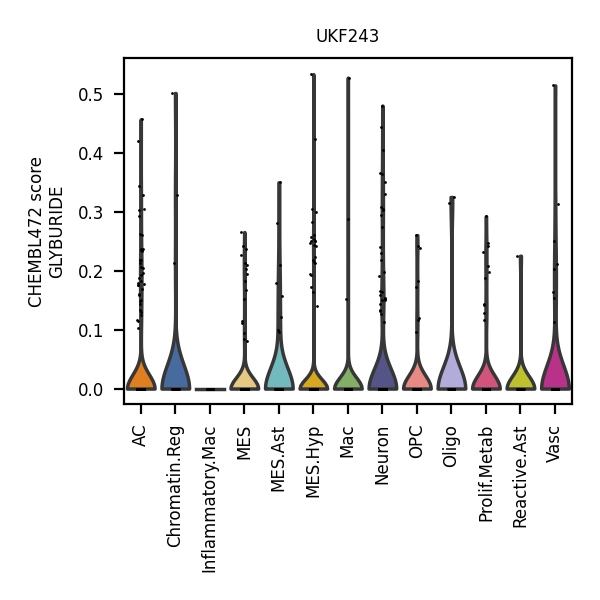 UKF243
CHEMBL472 score
GLYBURIDE
0.5
0.4
0.3
0.2
0.1
0.0
AC
Chromatin.Reg
Inflammatory.Mac
MES
MES.Ast
MES.Hyp
Mac
Neuron
OPC
Oligo
Prolif.Metab
Reactive.Ast
Vasc